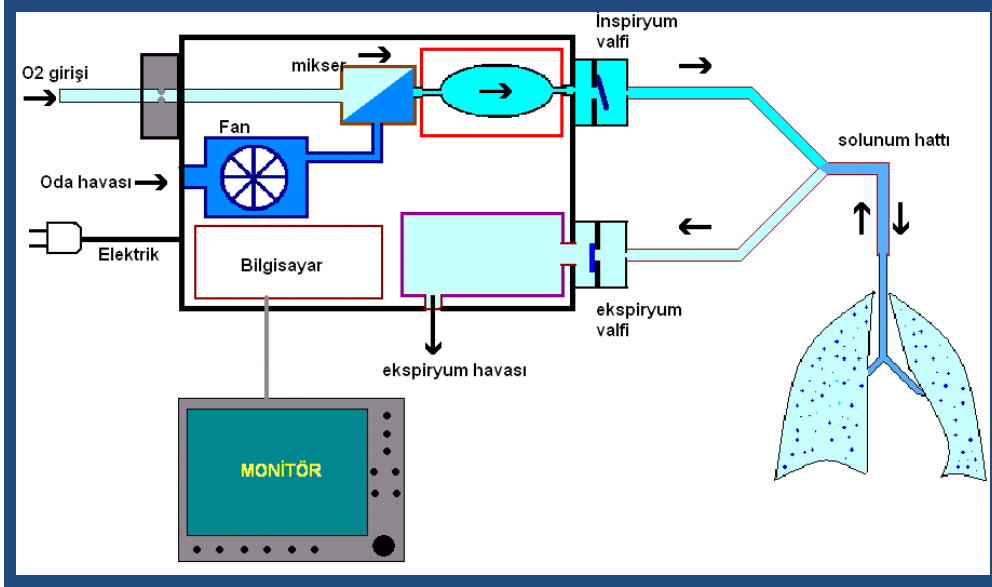 İnspiryum
valfi
mikser
O2 girişi
Fan
solunum hattı
Oda havası
Elektrik
Bilgisayar
ekspiryum
valfi
ekspiryum havası
MONİTÖR